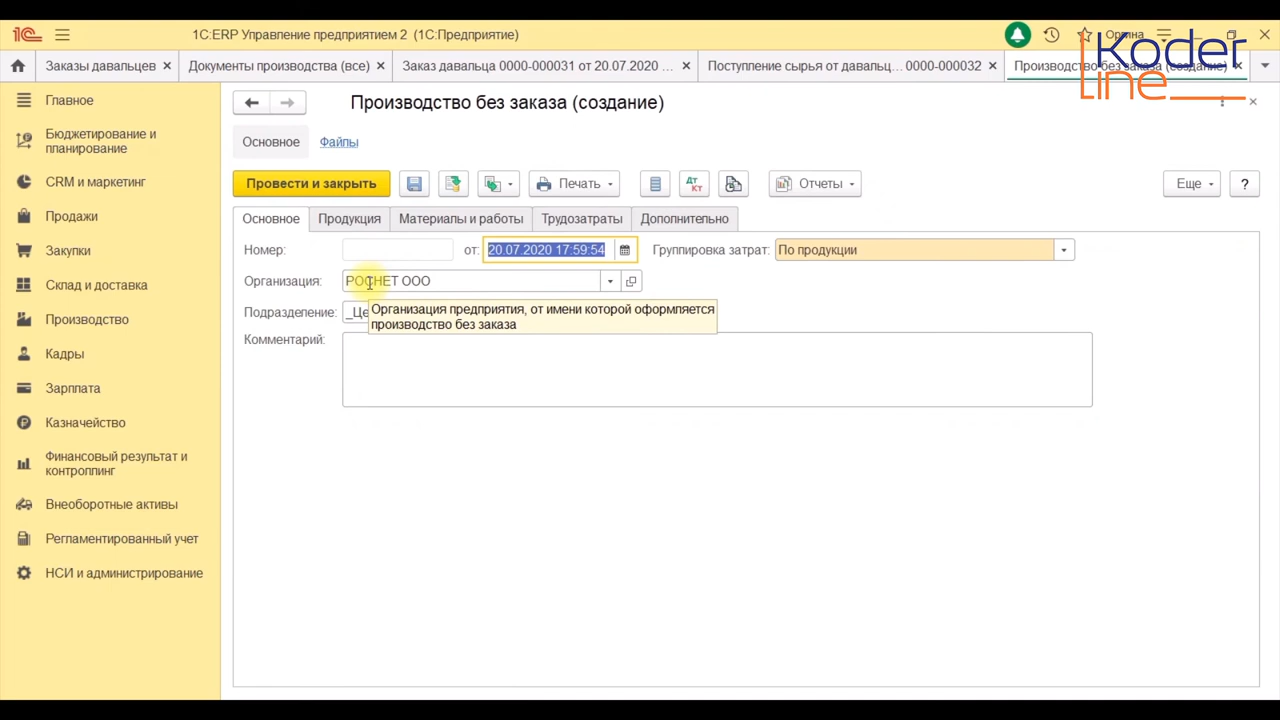 1С:ERP Управление предприятием 2 (1С:Предприятие)
Koder
line
Заказы давальцев
Документы производства (все)
Заказ давальца 0000-000031 от 20.07.2020 ...
Поступление сырья от давальц... 0000-000032
Производство без заказа (создание)
Главное
Бюджетирование и
планирование
CRM и маркетинг
Продажи
Закупки
Склад и доставка
Производство
Кадры
Зарплата
Казначейство
Финансовый результат и
контроллинг
Внеоборотные активы
Регламентированный учет
НСИ и администрирование
Производство без заказа (создание)
Основное
Файлы
Провести и закрыть
Дт
Кт
Печать
Отчеты
Еще
?
Основное
Продукция
Материалы и работы
Трудозатраты
Дополнительно
Номер:
от:
20.07.2020 17:59:54
Группировка затрат:
По продукции
Организация:
РОСНЕТ ООО
Подразделение:
_Це
Организация предприятия, от имени которой оформляется
производство без заказа
Комментарий: